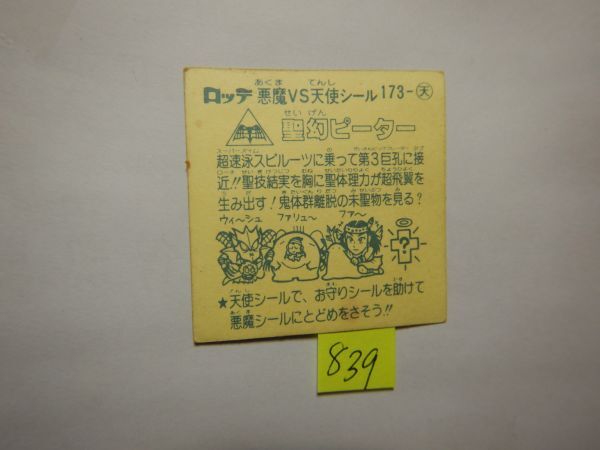 ロッテ 悪魔VS天使シール 173-天
聖幻ピーター
超速泳スピルーツに乗って第3巨孔に接
近!!聖技結実を胸に聖体理力が超飛翼を
生み出す!鬼体群離脱の未聖物を見る?
ウィ〜シュ ファリュ〜 ファ〜
?
★天使シールで、お守りシールを助けて
悪魔シールにとどめをさそう!!
839